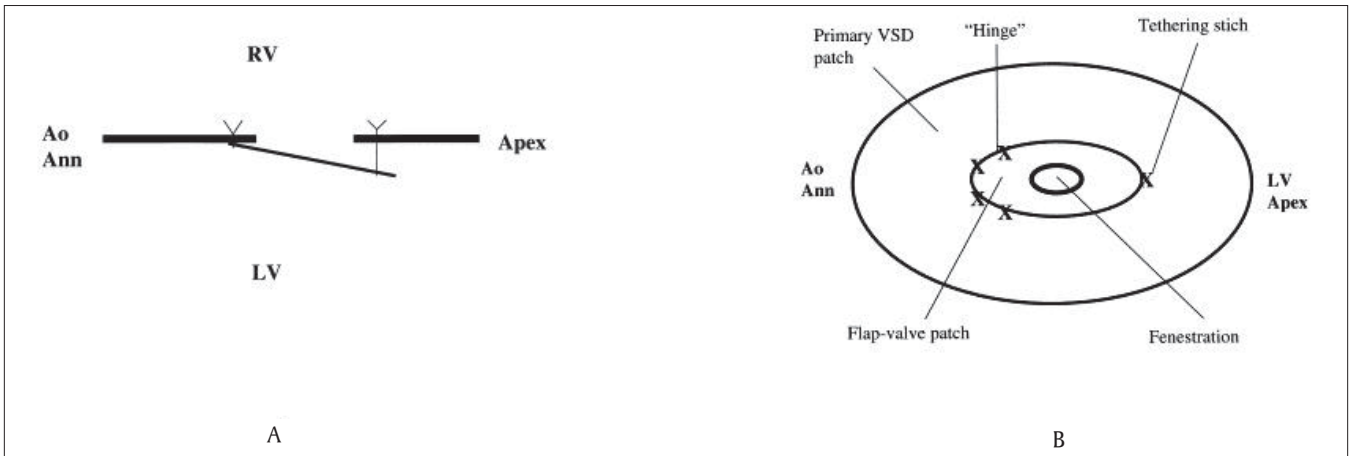 RV
Ao
Ann
Apex
LV
A
Primary VSD
patch
“Hinge”
Tethering stich
Ao
Ann
X
X
X
X
X
LV
Apex
Flap-valve patch
Fenestration
B